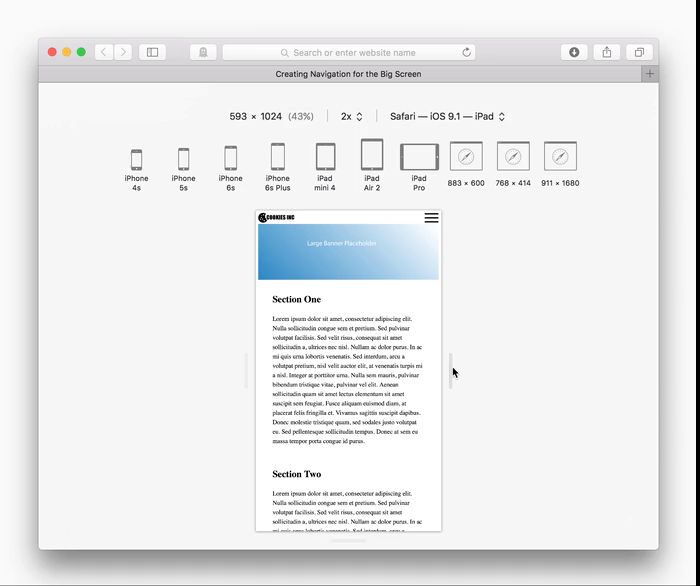 Search or enter website name
Creating Navigation for the Big Screen
593 × 1024 (43%)
2x
Safari — iOS 9.1 — iPad
iPhone
4s
iPhone
5s
iPhone
6s
iPhone
6s Plus
iPad
mini 4
iPad
Air 2
iPad
Pro
883 × 600
768 × 414
911 × 1680
COOKIES INC
Large Banner Placeholder
Section One
Lorem ipsum dolor sit amet, consectetur adipiscing elit.
Nulla sollicitudin congue sem et pretium. Sed pulvinar
volutpat facilisis. Sed velit risus, consequat sit amet
sollicitudin a, ultrices nec nisl. Nullam ac dolor purus. In ac
mi quis urna lobortis venenatis. Sed interdum, arcu a
volutpat pretium, nisl velit auctor elit, at venenatis turpis mi
a nisl. Integer at porttitor urna. Nulla sem mauris, pulvinar
bibendum tristique vitae, pulvinar vel elit. Aenean
sollicitudin quam sit amet lectus elementum sit amet
suscipit sem feugiat. Fusce aliquam euismod diam, at
placerat felis fringilla et. Vivamus sagittis suscipit dapibus.
Donec molestie tristique quam, sed sodales justo volutpat
eu. Sed pellentesque sollicitudin tempus. Donec at sem eu
massa tempor porta congue id purus.
Section Two
Lorem ipsum dolor sit amet, consectetur adipiscing elit.
Nulla sollicitudin congue sem et pretium. Sed pulvinar
volutpat facilisis. Sed velit risus, consequat sit amet
sollicitudin a, ultrices nec nisl. Nullam ac dolor purus. In ac